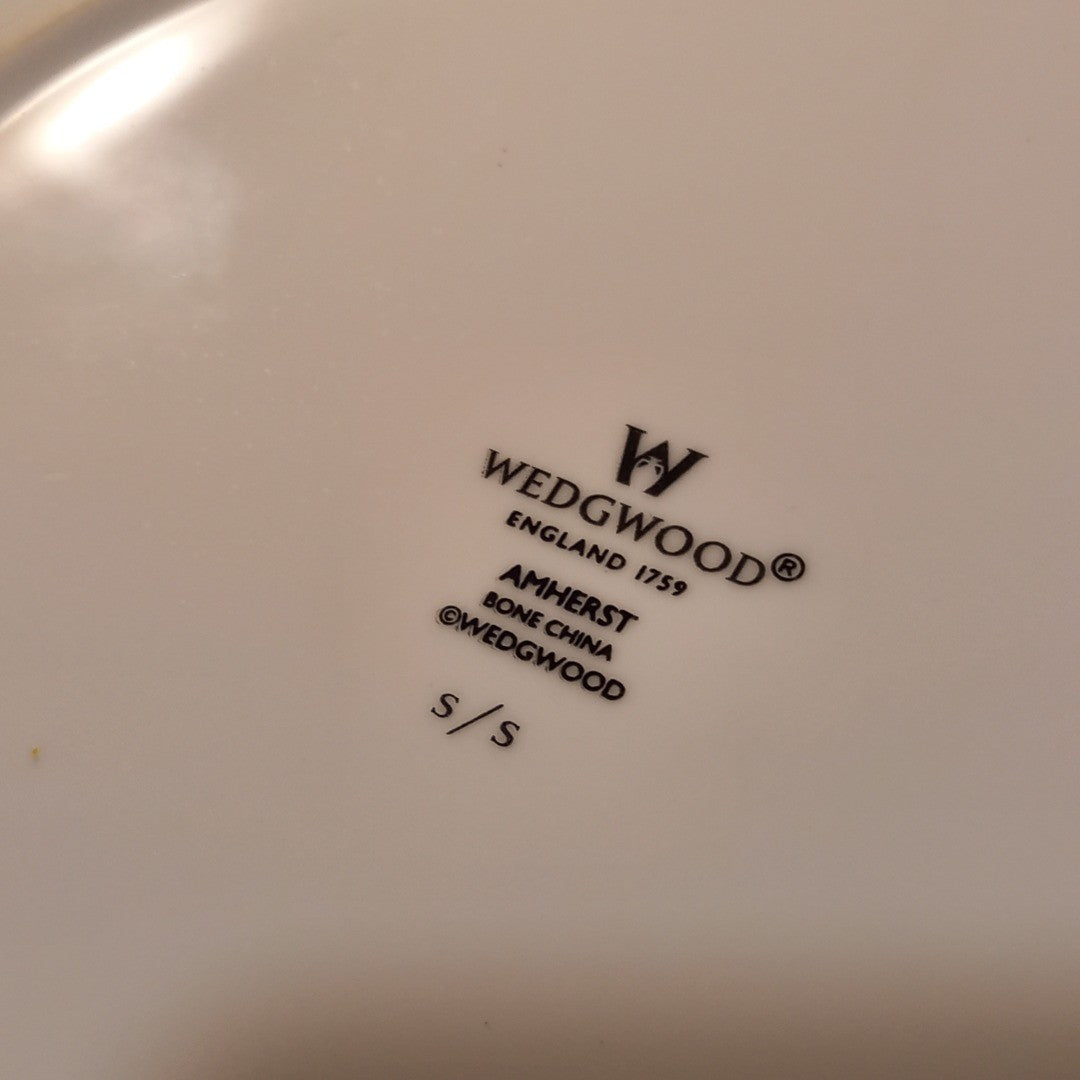 W
WEDGWOOD®
ENGLAND 1759
AMHERST
BONE CHINA
©WEDGWOOD
S/S